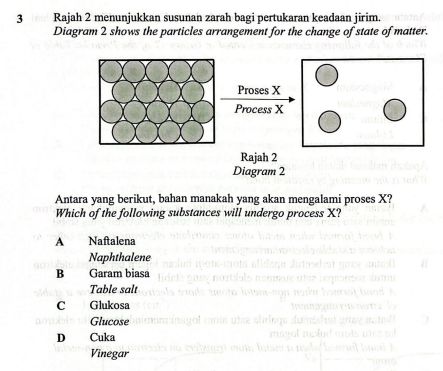 3 Rajah 2 menunjukkan susunan zarah bagi pertukaran keadaan jirim.
Diagram 2 shows the particles arrangement for the change of state of matter.
Proses X
Process X
Rajah 2
Diagram 2
Antara yang berikut, bahan manakah yang akan mengalami proses X?
Which of the following substances will undergo process X?
A Naftalena
Naphthalene
B Garam biasa
Table salt
C Glukosa
Glucose
D Cuka
Vinegar